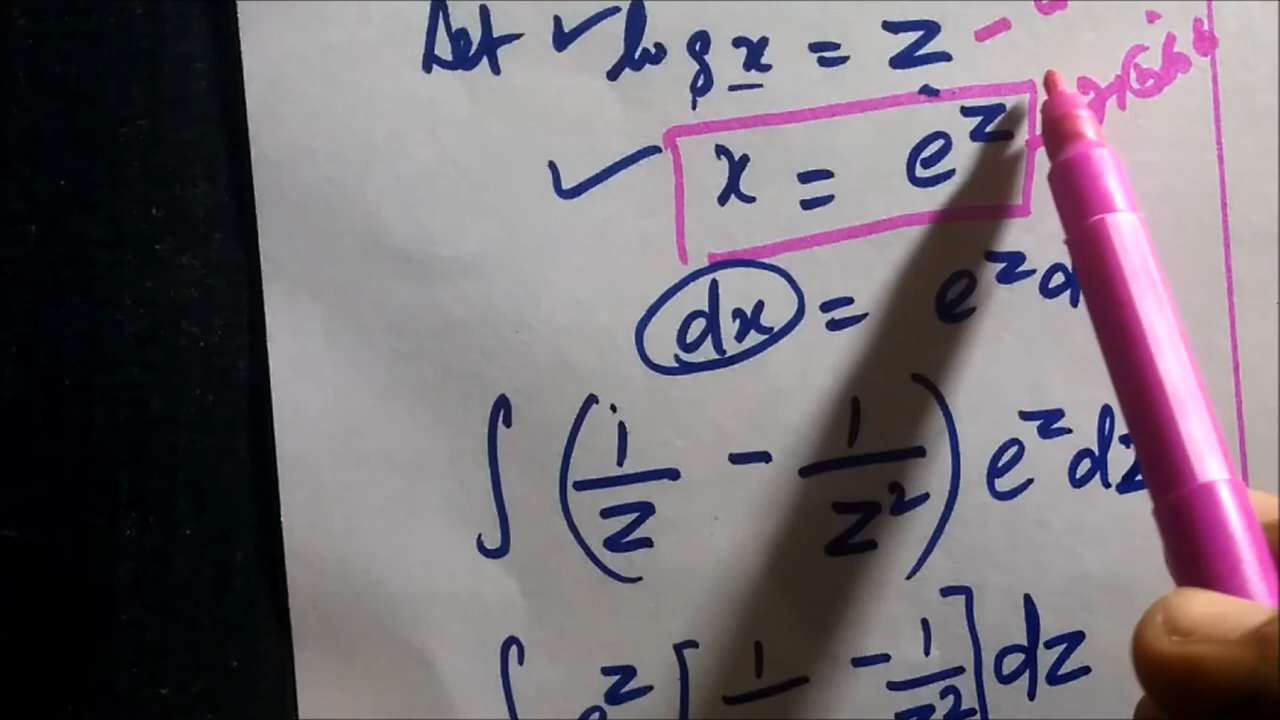 Let ✓ log x = z -
✓ x = e^z
dx = e^z d
∫ (1/z - 1/z²) e^z dz
∫ e^z [1/ - 1/z²] dz